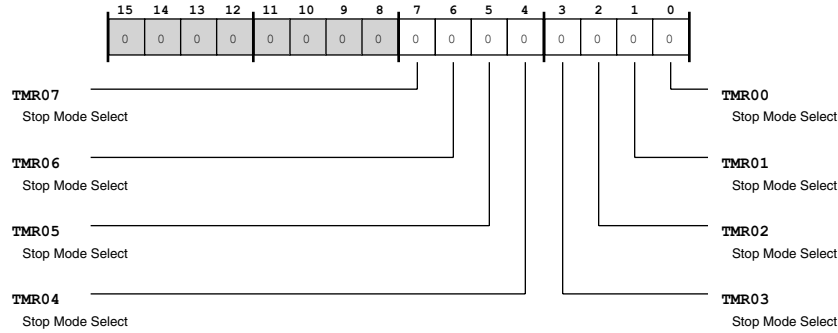 15 14 13 12 11 10 9 8 7 6 5 4 3 2 1 0
0 0 0 0 0 0 0 0 0 0 0 0 0 0 0 0
TMR07 TMR00
Stop Mode Select Stop Mode Select
TMR06 TMR01
Stop Mode Select Stop Mode Select
TMR05 TMR02
Stop Mode Select Stop Mode Select
TMR04 TMR03
Stop Mode Select Stop Mode Select